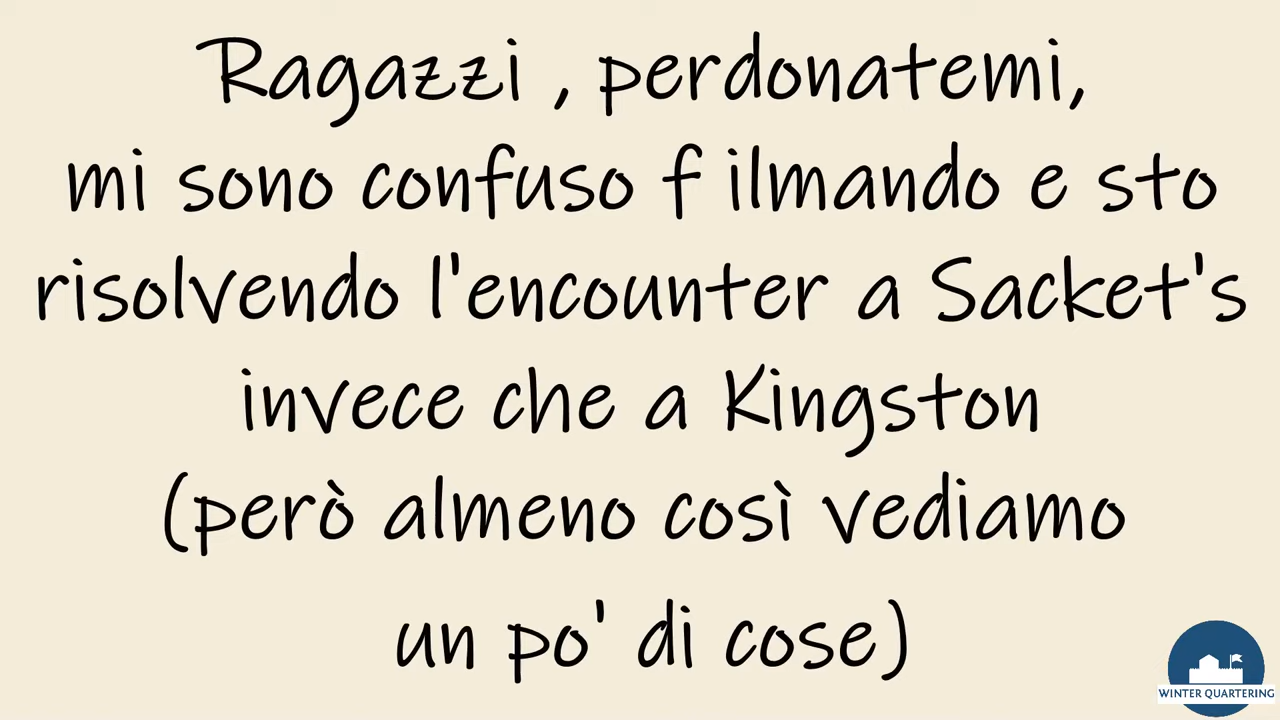 Ragazzi , perdonatemi,
mi sono confuso f ilmando e sto
risolvendo l'encounter a Sacket's
invece che a Kingston
(però almeno così vediamo
un po' di cose)
WINTER QUARTERING